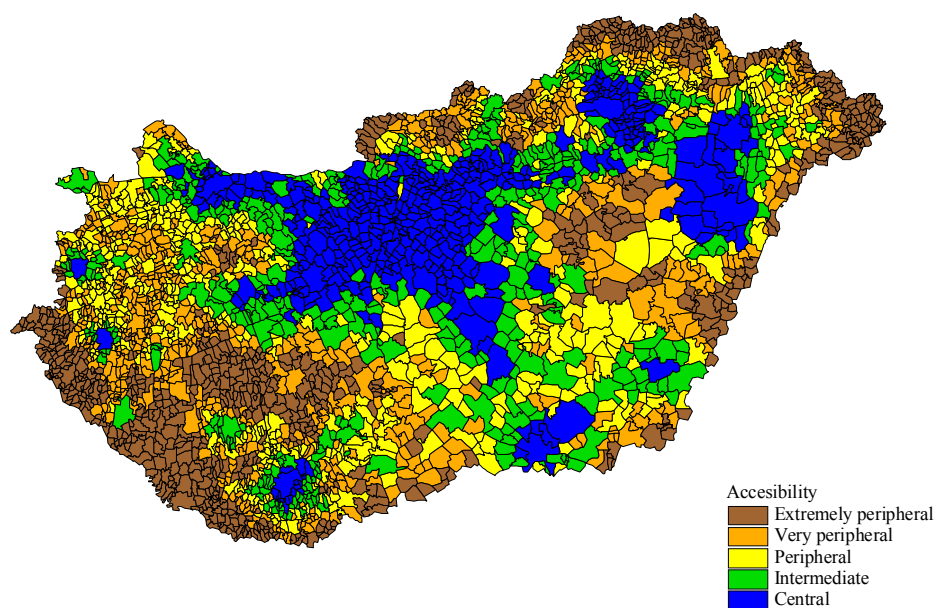 Accesibility
Extremely peripheral
Very peripheral
Peripheral
Intermediate
Central